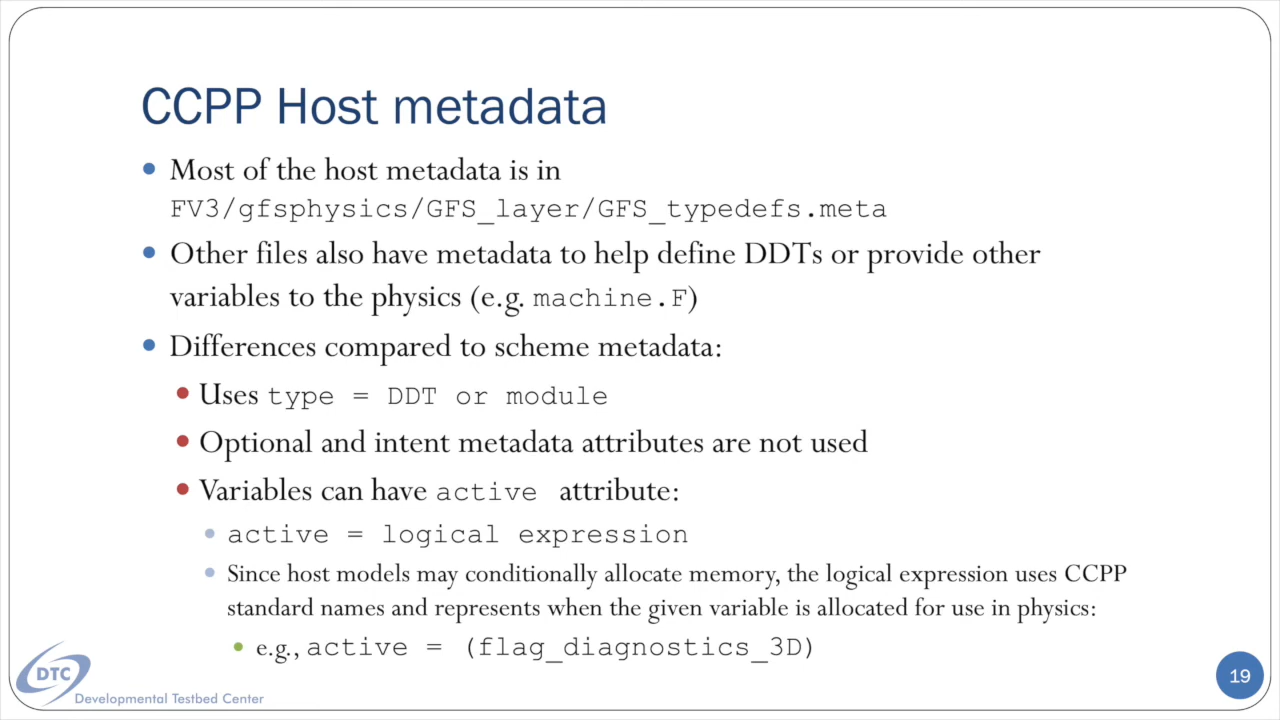 CCPP Host metadata
Most of the host metadata is in
FV3/gfsphysics/GFS_layer/GFS_typedefs.meta
Other files also have metadata to help define DDTs or provide other
variables to the physics (e.g. machine.F)
Differences compared to scheme metadata:
Uses type = DDT or module
Optional and intent metadata attributes are not used
Variables can have active attribute:
active = logical expression
Since host models may conditionally allocate memory, the logical expression uses CCPP
standard names and represents when the given variable is allocated for use in physics:
e.g., active = (flag_diagnostics_3D)
DTC
Developmental Testbed Center
19